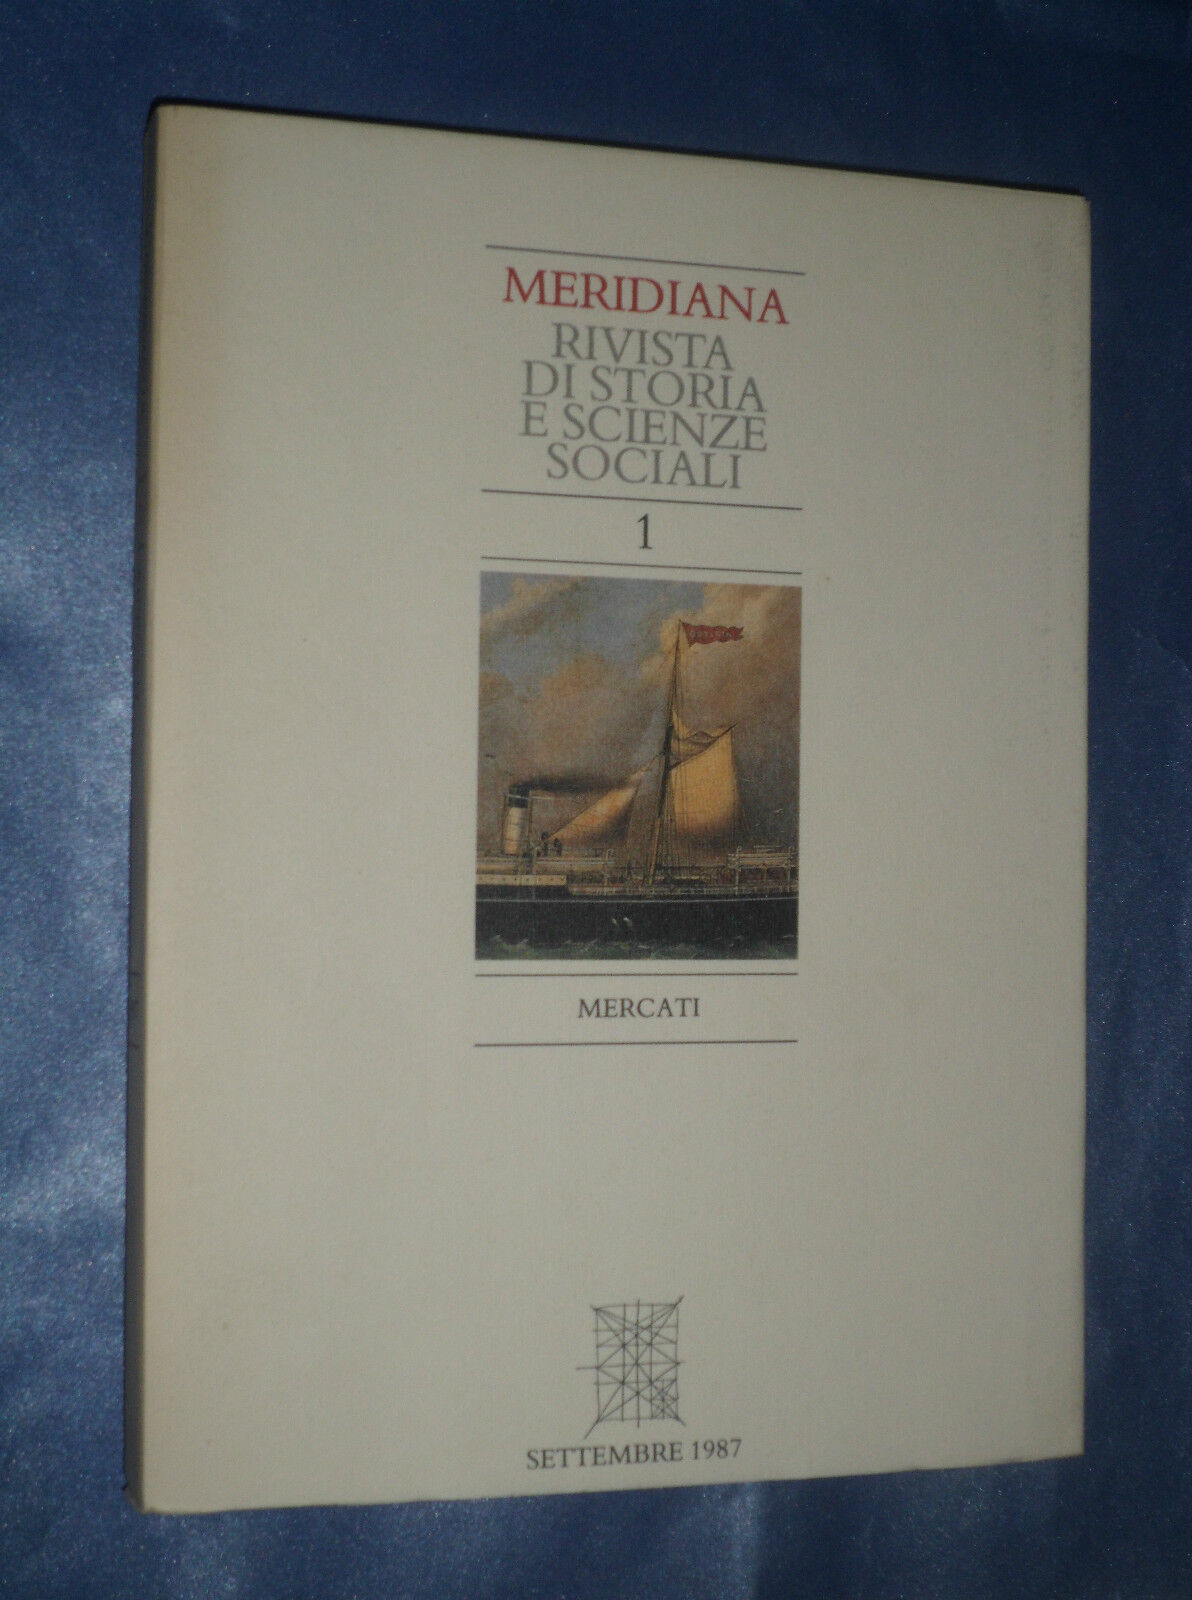 MERIDIANA
RIVISTA
DI STORIA
E SCIENZE
SOCIALI
1
MERCATI
SETTEMBRE 1987